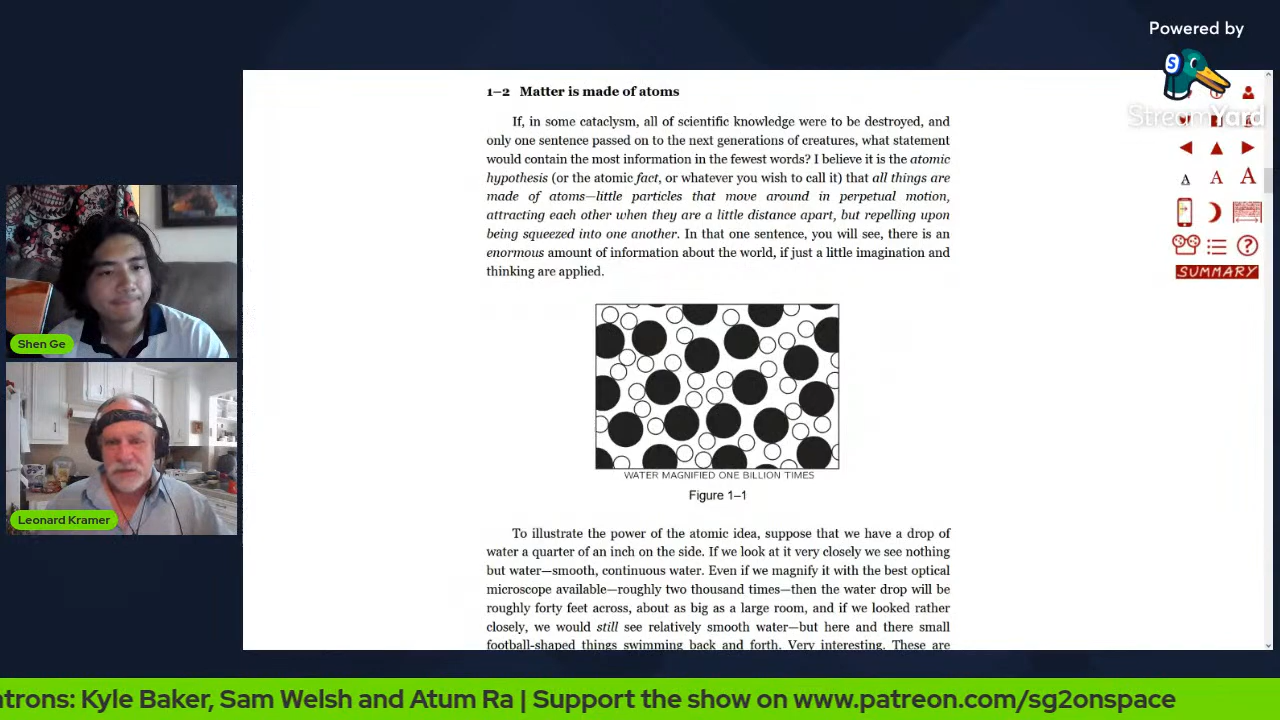 Powered by
StreamYard
1–2 Matter is made of atoms
If, in some cataclysm, all of scientific knowledge were to be destroyed, and
only one sentence passed on to the next generations of creatures, what statement
would contain the most information in the fewest words? I believe it is the atomic
hypothesis (or the atomic fact, or whatever you wish to call it) that all things are
made of atoms—little particles that move around in perpetual motion,
attracting each other when they are a little distance apart, but repelling upon
being squeezed into one another. In that one sentence, you will see, there is an
enormous amount of information about the world, if just a little imagination and
thinking are applied.
WATER MAGNIFIED ONE BILLION TIMES
Figure 1–1
To illustrate the power of the atomic idea, suppose that we have a drop of
water a quarter of an inch on the side. If we look at it very closely we see nothing
but water—smooth, continuous water. Even if we magnify it with the best optical
microscope available—roughly two thousand times—then the water drop will be
roughly forty feet across, about as big as a large room, and if we looked rather
closely, we would still see relatively smooth water—but here and there small
football-shaped things swimming back and forth. Very interesting. These are
A A A
?
SUMMARY
Shen Ge
Leonard Kramer
atrons: Kyle Baker, Sam Welsh and Atum Ra | Support the show on www.patreon.com/sg2onspace